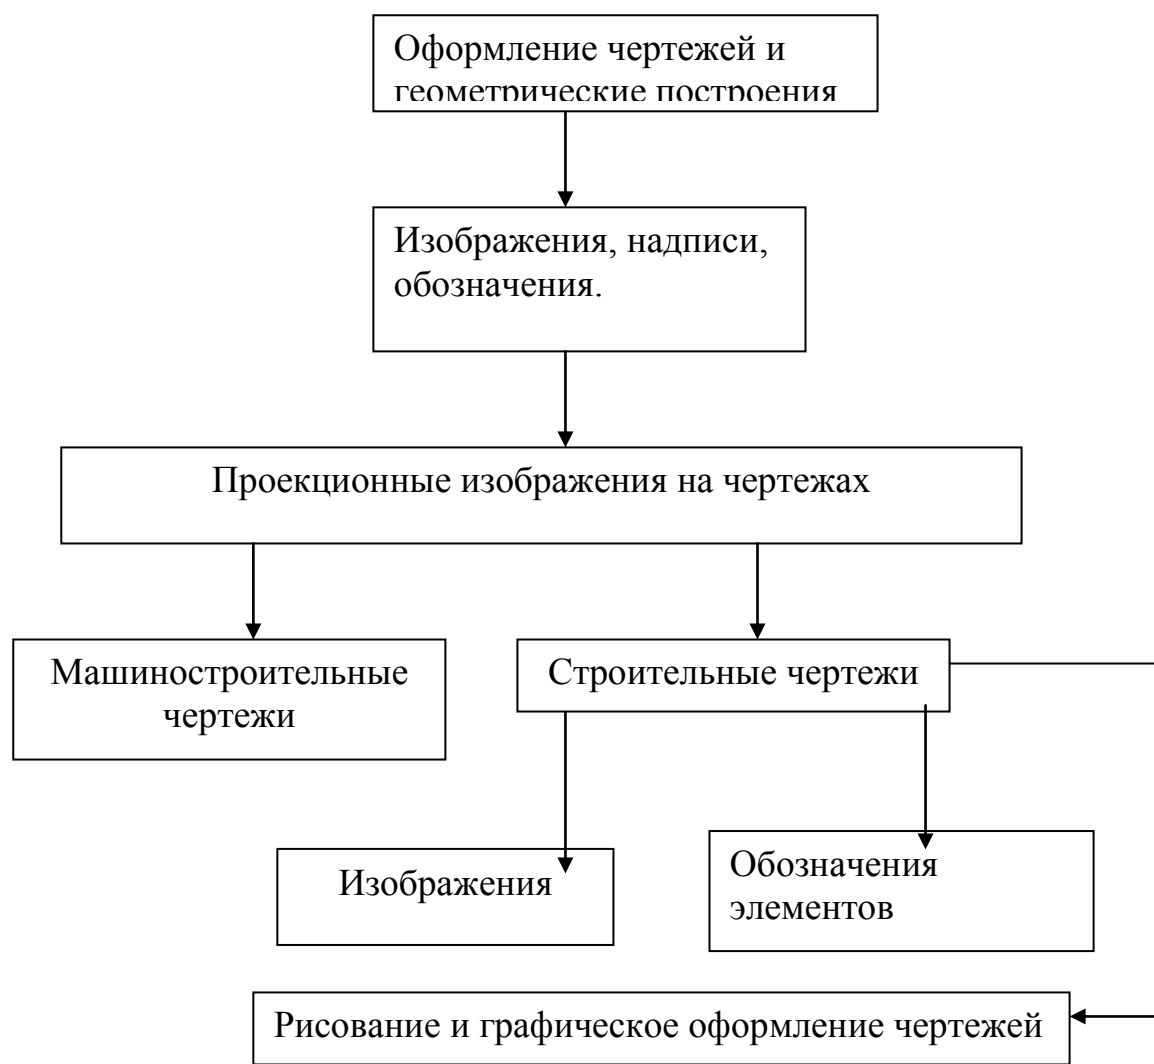 Оформление чертежей и
геометрические построения
Изображения, надписи,
обозначения.
Проекционные изображения на чертежах
Машиностроительные
чертежи
Строительные чертежи
Изображения
Обозначения
элементов
Рисование и графическое оформление чертежей